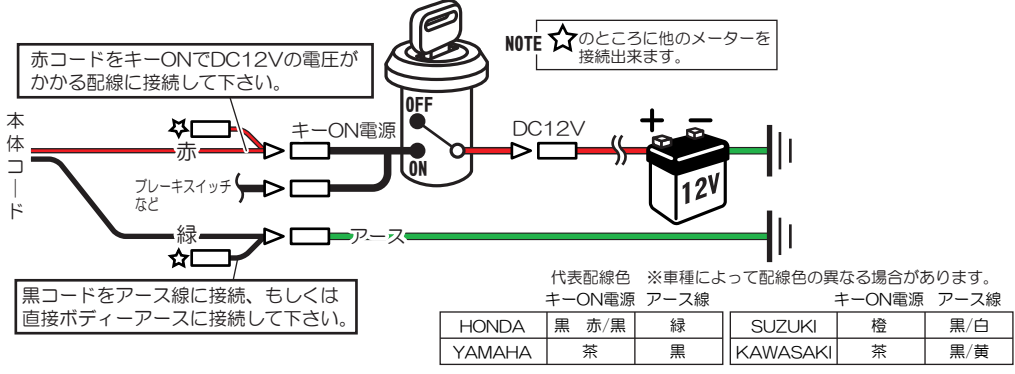 赤コードをキーONでDC12Vの電圧が
かかる配線に接続して下さい。
NOTE ☆のところに他のメーターを
接続出来ます。
本体コード
赤
キーON電源
OFF
ON
DC12V
+ −
12V
ブレーキスイッチ
など
緑
アース
黒コードをアース線に接続、もしくは
直接ボディーアースに接続して下さい。
代表配線色 ※車種によって配線色の異なる場合があります。
キーON電源 アース線 キーON電源 アース線
HONDA 黒 赤/黒 緑 SUZUKI 橙 黒/白
YAMAHA 茶 黒 KAWASAKI 茶 黒/黄